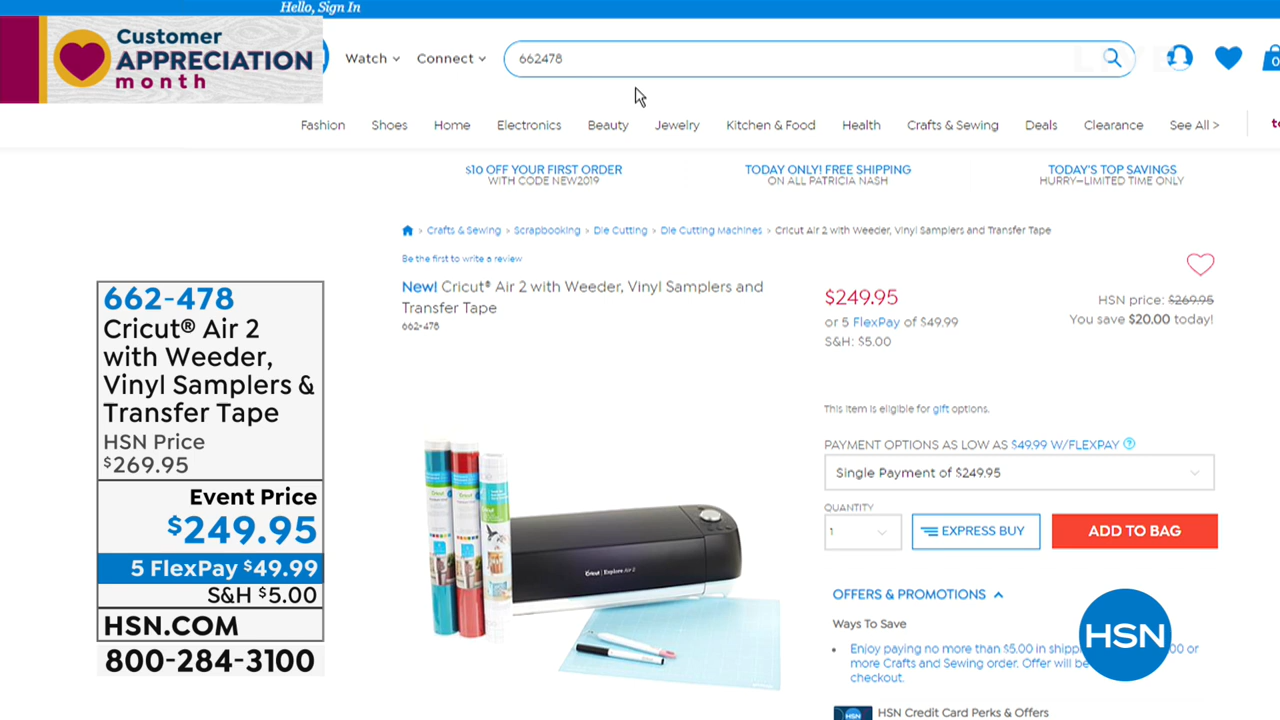 Hello, Sign In
Customer
APPRECIATION
month
Watch
Connect
662478
0
Fashion
Shoes
Home
Electronics
Beauty
Jewelry
Kitchen & Food
Health
Crafts & Sewing
Deals
Clearance
See All >
$10 OFF YOUR FIRST ORDER
WITH CODE NEW2019
TODAY ONLY! FREE SHIPPING
ON ALL PATRICIA NASH
TODAY'S TOP SAVINGS
HURRY—LIMITED TIME ONLY
> Crafts & Sewing > Scrapbooking > Die Cutting > Die Cutting Machines > Cricut Air 2 with Weeder, Vinyl Samplers and Transfer Tape
Be the first to write a review
New! Cricut® Air 2 with Weeder, Vinyl Samplers and
Transfer Tape
662-478
$249.95
or 5 FlexPay of $49.99
S&H: $5.00
HSN price: $269.95
You save $20.00 today!
This item is eligible for gift options.
PAYMENT OPTIONS AS LOW AS $49.99 W/FLEXPAY ?
Single Payment of $249.95
QUANTITY
1
EXPRESS BUY
ADD TO BAG
OFFERS & PROMOTIONS
Ways To Save
Enjoy paying no more than $5.00 in shipp
00 or
more Crafts and Sewing order. Offer will be
checkout.
HSN
HSN Credit Card Perks & Offers
HSN
Cricut | Explore Air 2
662-478
Cricut® Air 2
with Weeder,
Vinyl Samplers &
Transfer Tape
HSN Price
$269.95
Event Price
$249.95
5 FlexPay $49.99
S&H $5.00
HSN.COM
800-284-3100